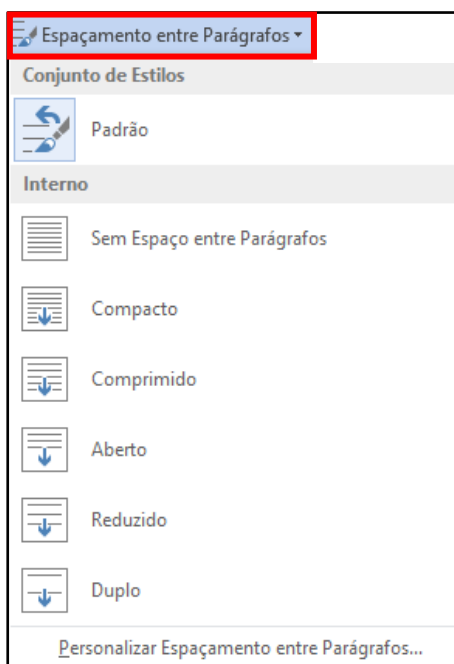 Espaçamento entre Parágrafos
Conjunto de Estilos
Padrão
Interno
Sem Espaço entre Parágrafos
Compacto
Comprimido
Aberto
Reduzido
Duplo
Personalizar Espaçamento entre Parágrafos...